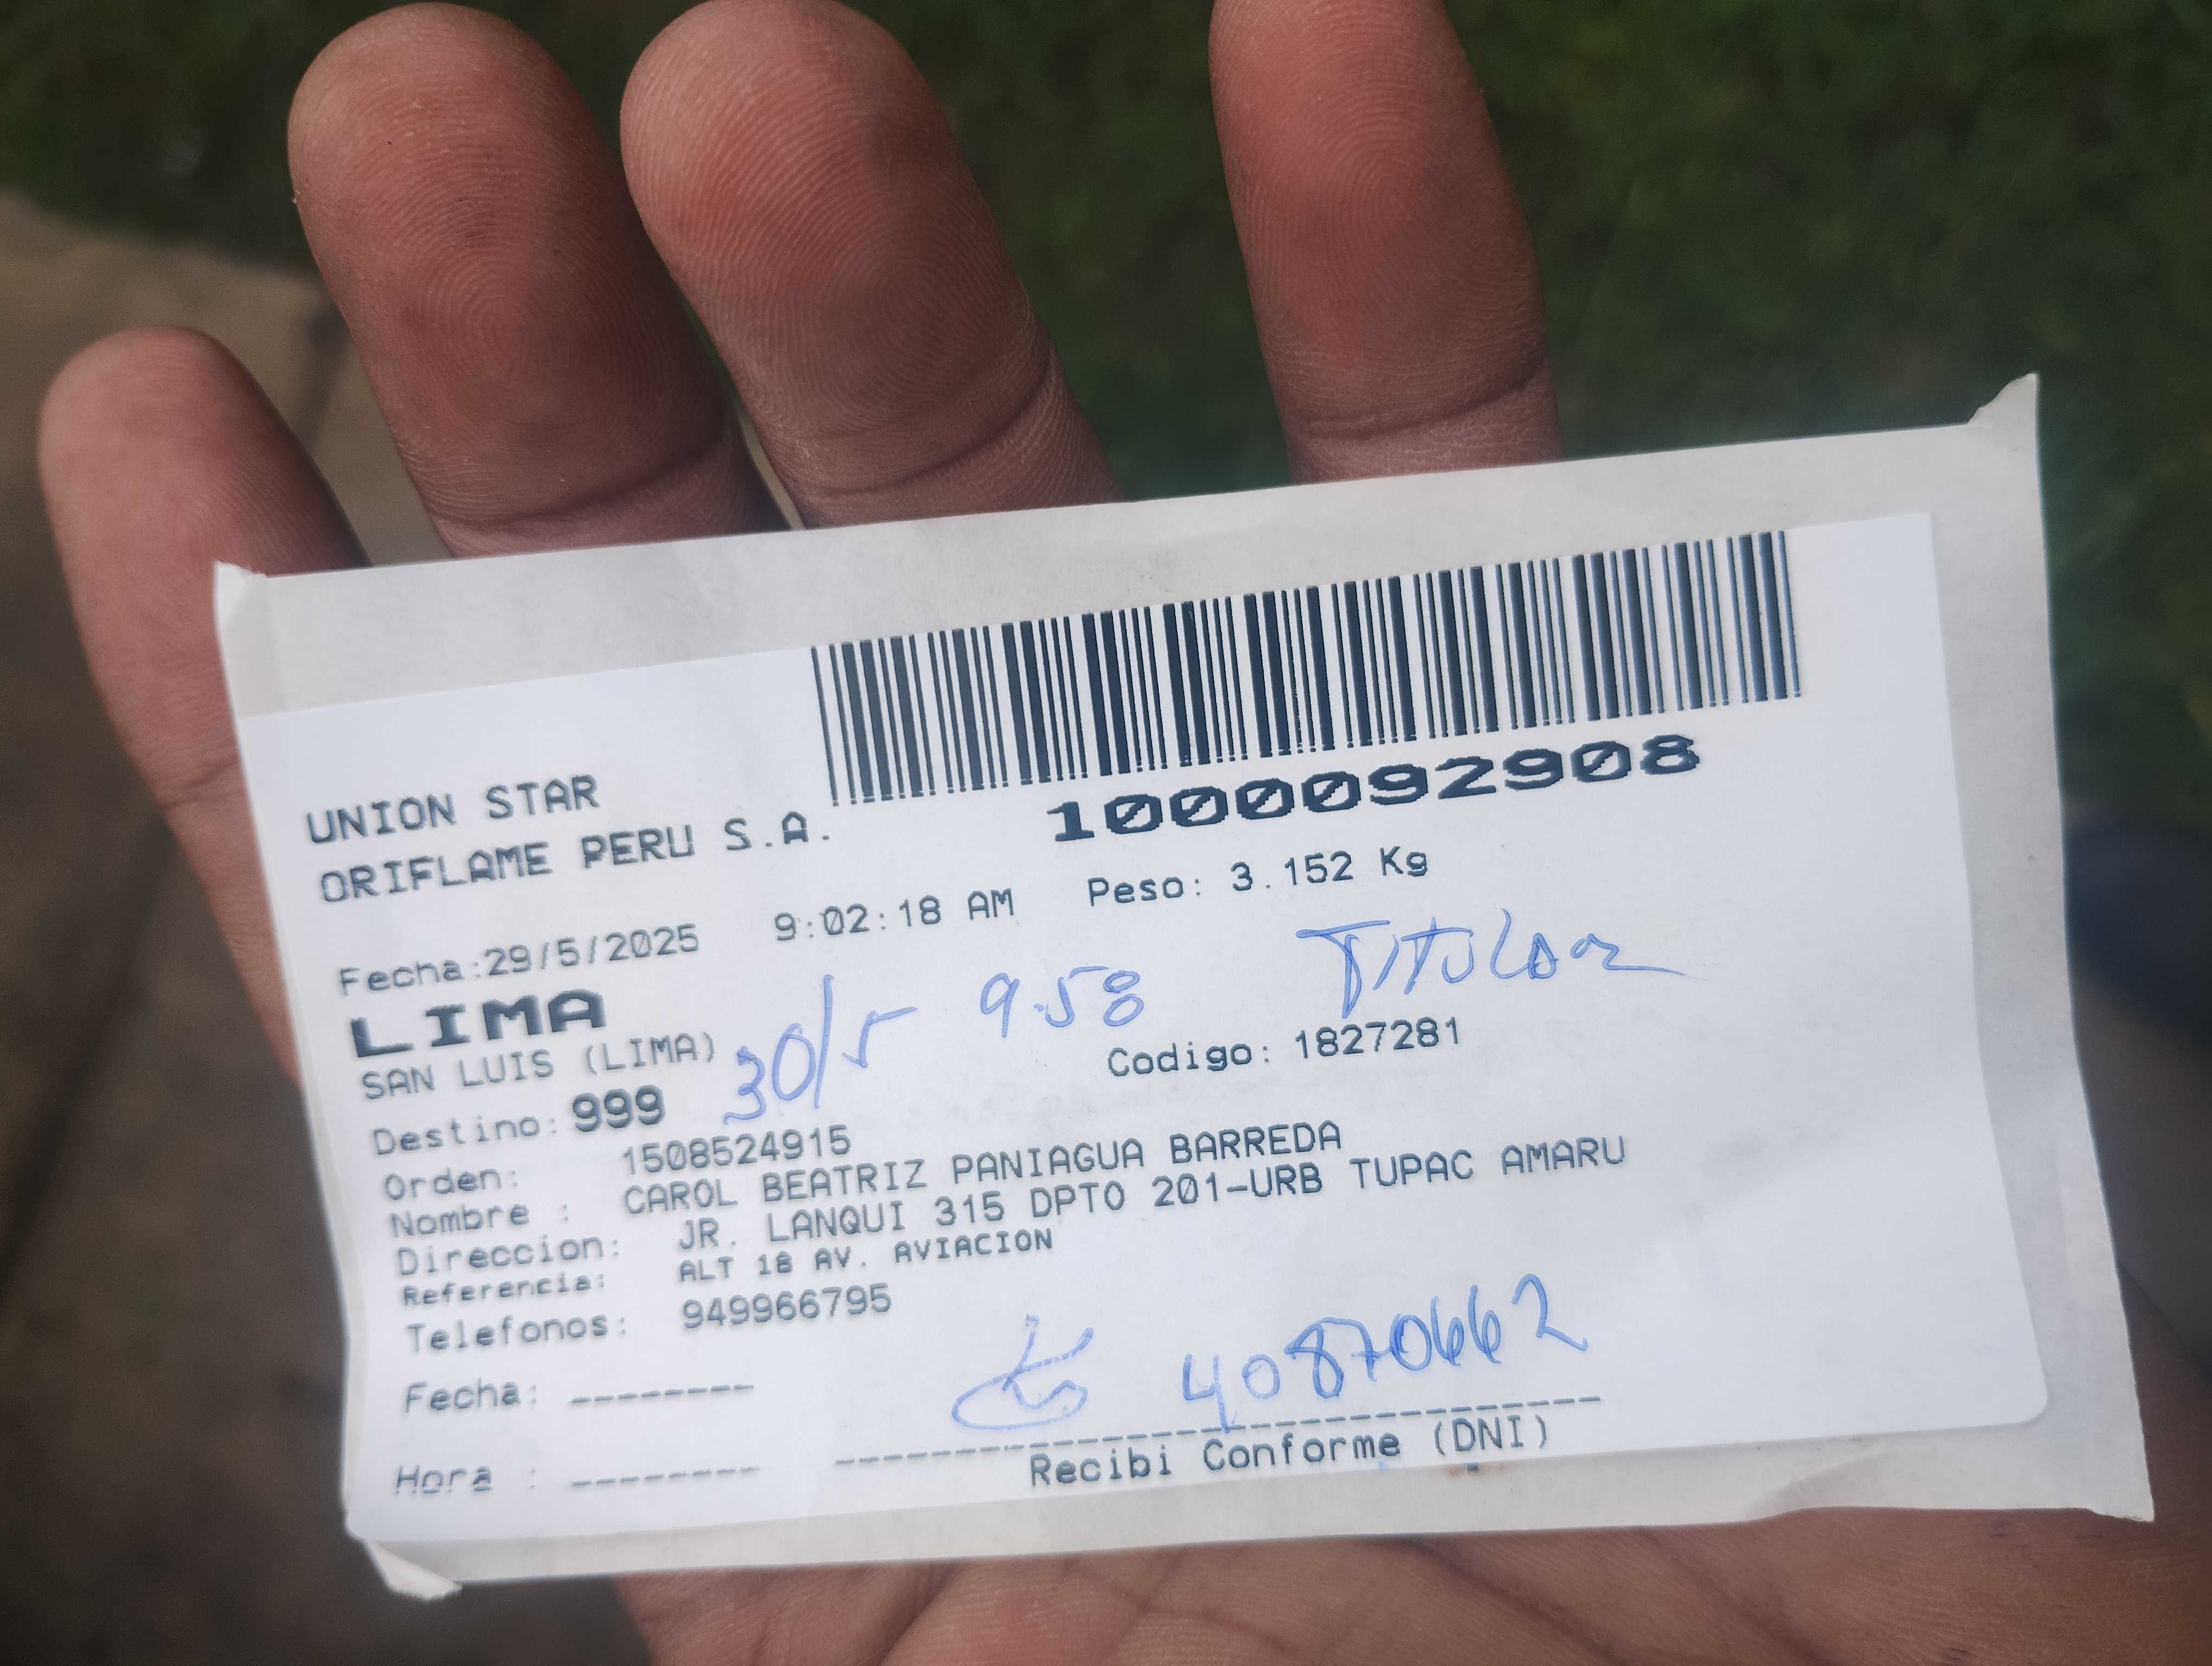 1000092908
UNION STAR
ORIFLAME PERU S.A.
Fecha:29/5/2025 9:02:18 AM Peso: 3.152 Kg
LIMA
30/5 9.58 TITULAR
SAN LUIS (LIMA)
Codigo: 1827281
Destino: 999
Orden: 1508524915
Nombre : CAROL BEATRIZ PANIAGUA BARREDA
Direccion: JR. LANQUI 315 DPTO 201-URB TUPAC AMARU
Referencia: ALT 18 AV. AVIACION
Telefonos: 949966795
40870662
Fecha: --------
Hora : --------
Recibi Conforme (DNI)